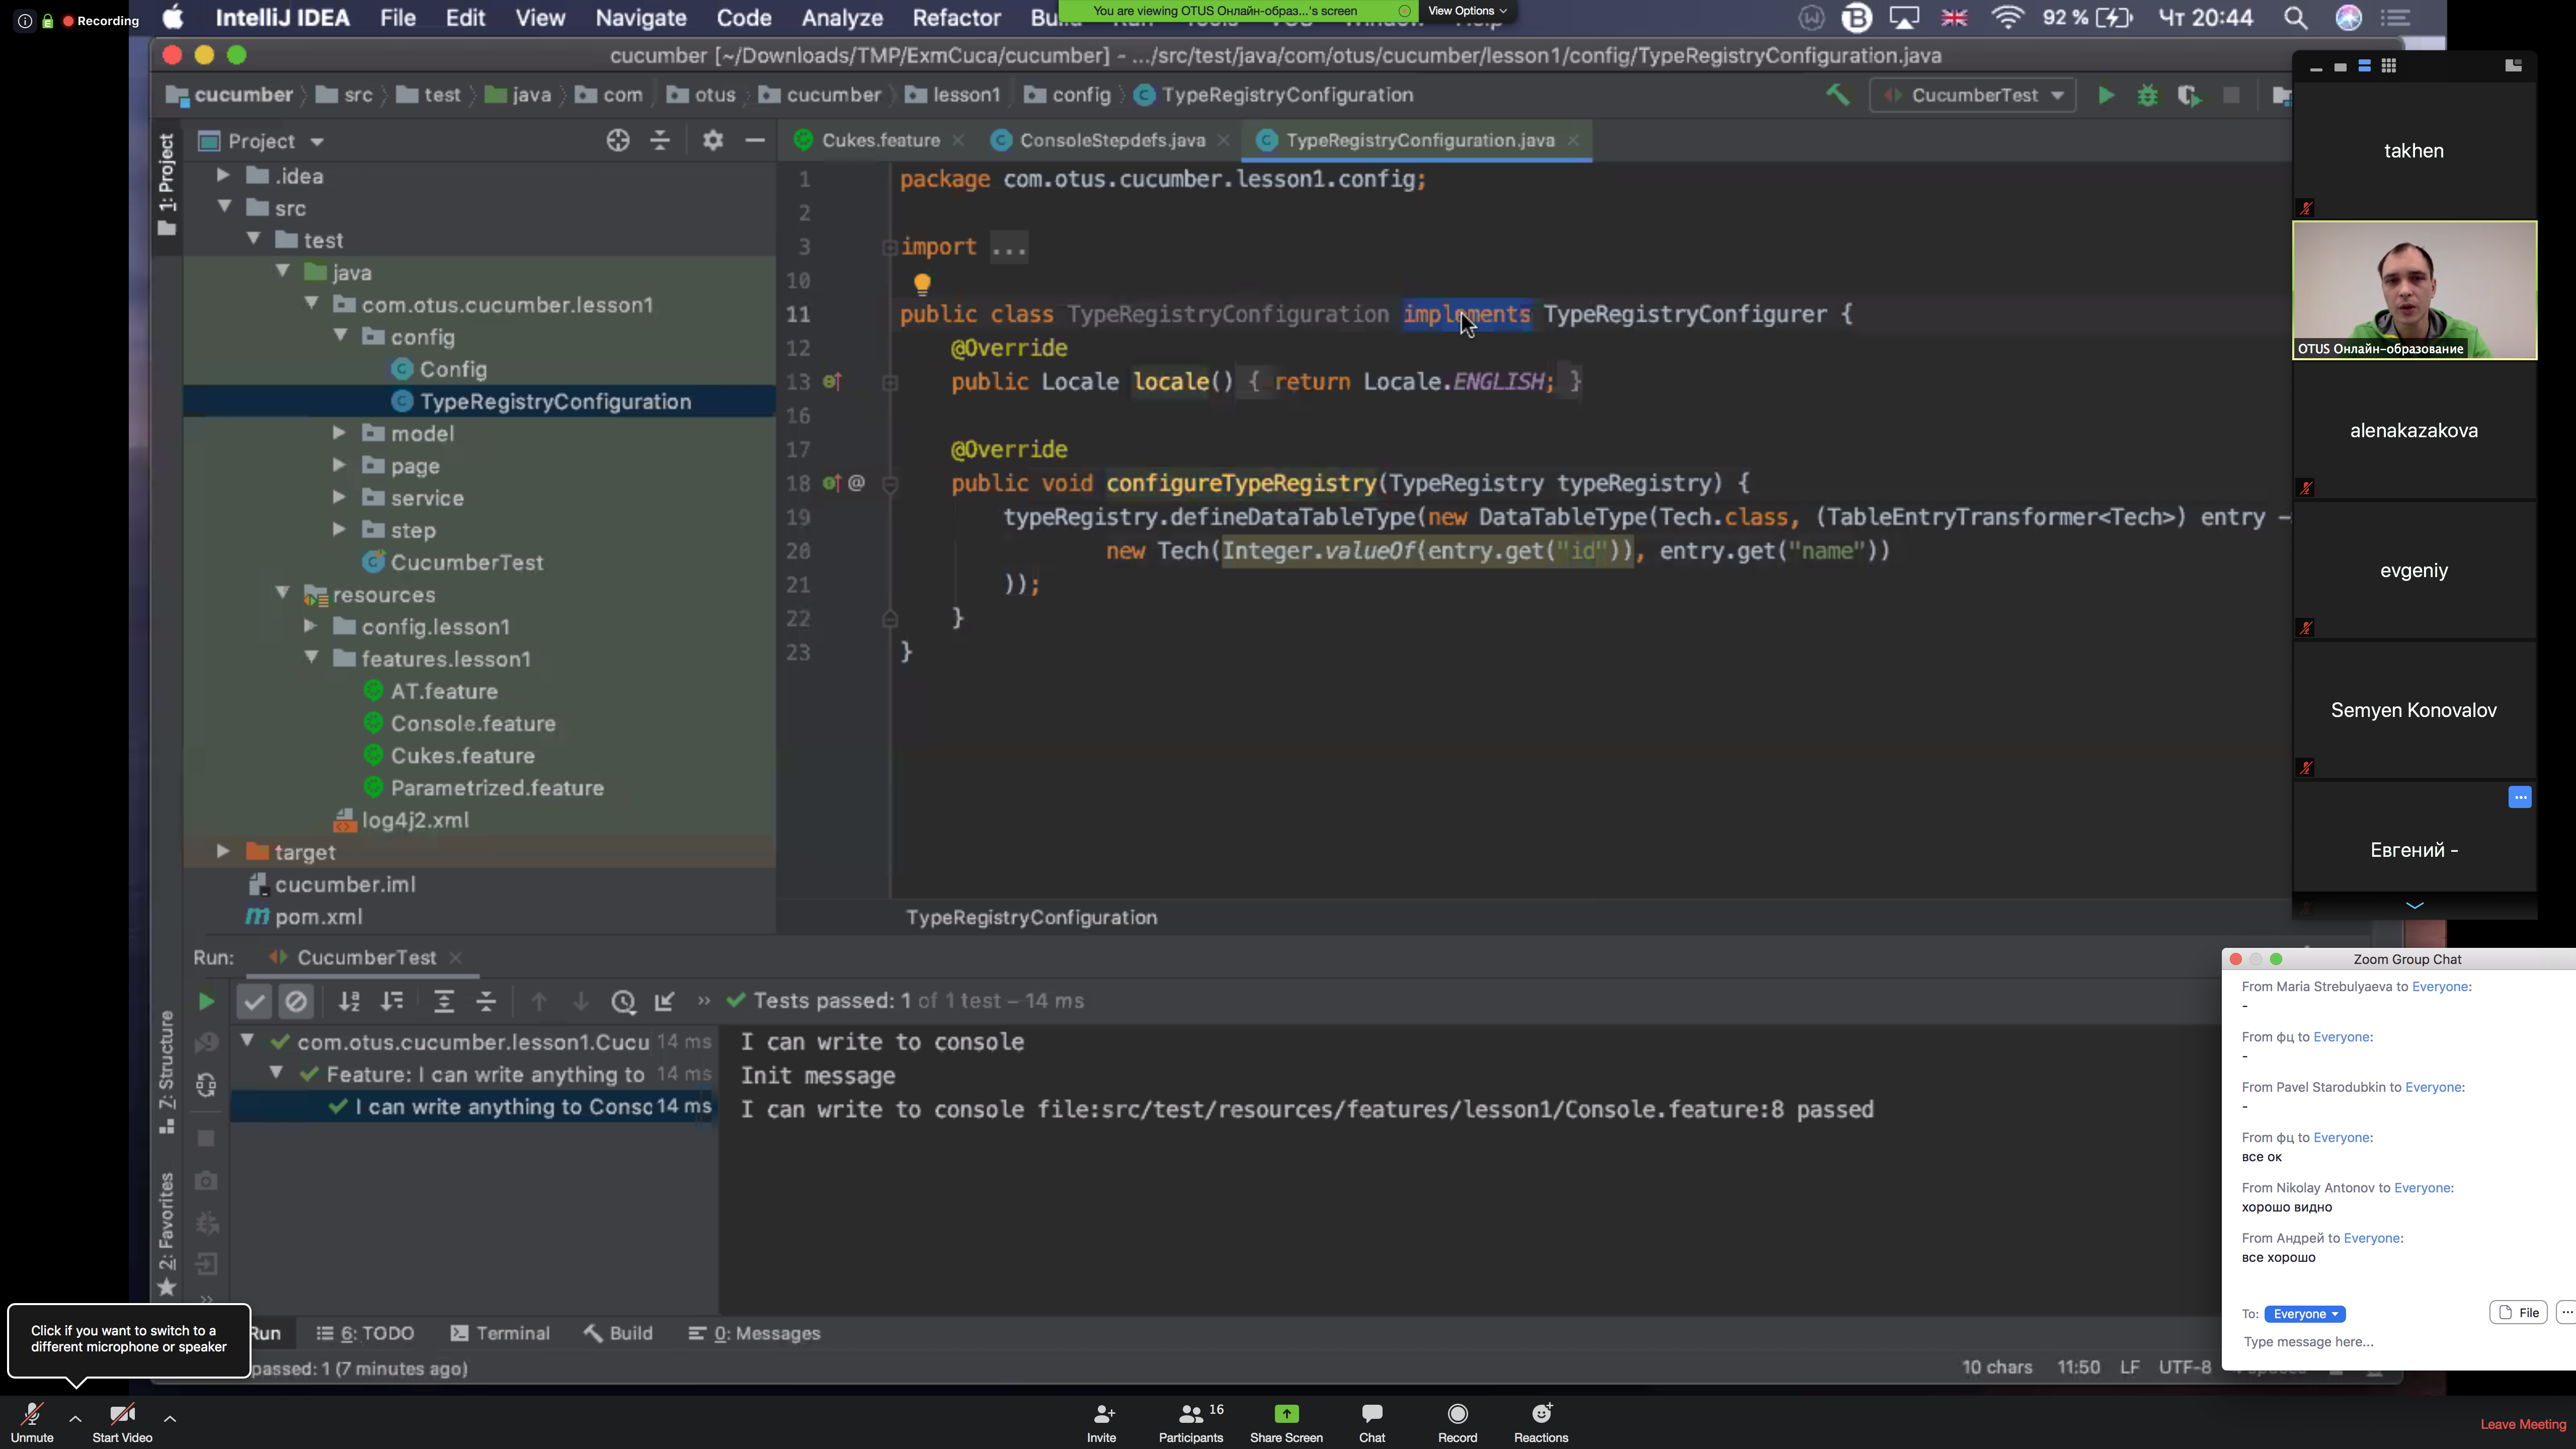 Recording
IntelliJ IDEA File Edit View Navigate Code Analyze Refactor
You are viewing OTUS Онлайн-образ...'s screen View Options
92 % Чт 20:44
cucumber [~/Downloads/TMP/ExmCuca/cucumber] – .../src/test/java/com/otus/cucumber/lesson1/config/TypeRegistryConfiguration.java
cucumber src test java com otus cucumber lesson1 config TypeRegistryConfiguration
CucumberTest
1: Project
Project
Cukes.feature ConsoleStepdefs.java TypeRegistryConfiguration.java
.idea
src
test
java
com.otus.cucumber.lesson1
config
Config
TypeRegistryConfiguration
model
page
service
step
CucumberTest
resources
config.lesson1
features.lesson1
AT.feature
Console.feature
Cukes.feature
Parametrized.feature
log4j2.xml
target
cucumber.iml
pom.xml
1 package com.otus.cucumber.lesson1.config;
2
3 import ...
10
11 public class TypeRegistryConfiguration implements TypeRegistryConfigurer {
12 @Override
13 public Locale locale() { return Locale.ENGLISH; }
16
17 @Override
18 @ public void configureTypeRegistry(TypeRegistry typeRegistry) {
19 typeRegistry.defineDataTableType(new DataTableType(Tech.class, (TableEntryTransformer<Tech>) entry -
20 new Tech(Integer.valueOf(entry.get("id")), entry.get("name"))
21 ));
22 }
23 }
TypeRegistryConfiguration
Run: CucumberTest
Tests passed: 1 of 1 test – 14 ms
com.otus.cucumber.lesson1.Cucu 14 ms
Feature: I can write anything to 14 ms
I can write anything to Consc 14 ms
I can write to console
Init message
I can write to console file:src/test/resources/features/lesson1/Console.feature:8 passed
Z: Structure
2: Favorites
Run 6: TODO Terminal Build 0: Messages
passed: 1 (7 minutes ago)
10 chars 11:50 LF UTF-8
takhen
OTUS Онлайн-образование
alenakazakova
evgeniy
Semyen Konovalov
Евгений -
Zoom Group Chat
From Maria Strebulyaeva to Everyone:
-
From фц to Everyone:
-
From Pavel Starodubkin to Everyone:
-
From фц to Everyone:
все ок
From Nikolay Antonov to Everyone:
хорошо видно
From Андрей to Everyone:
все хорошо
To: Everyone File
Type message here...
Click if you want to switch to a
different microphone or speaker
Unmute Start Video Invite Participants 16 Share Screen Chat Record Reactions Leave Meeting